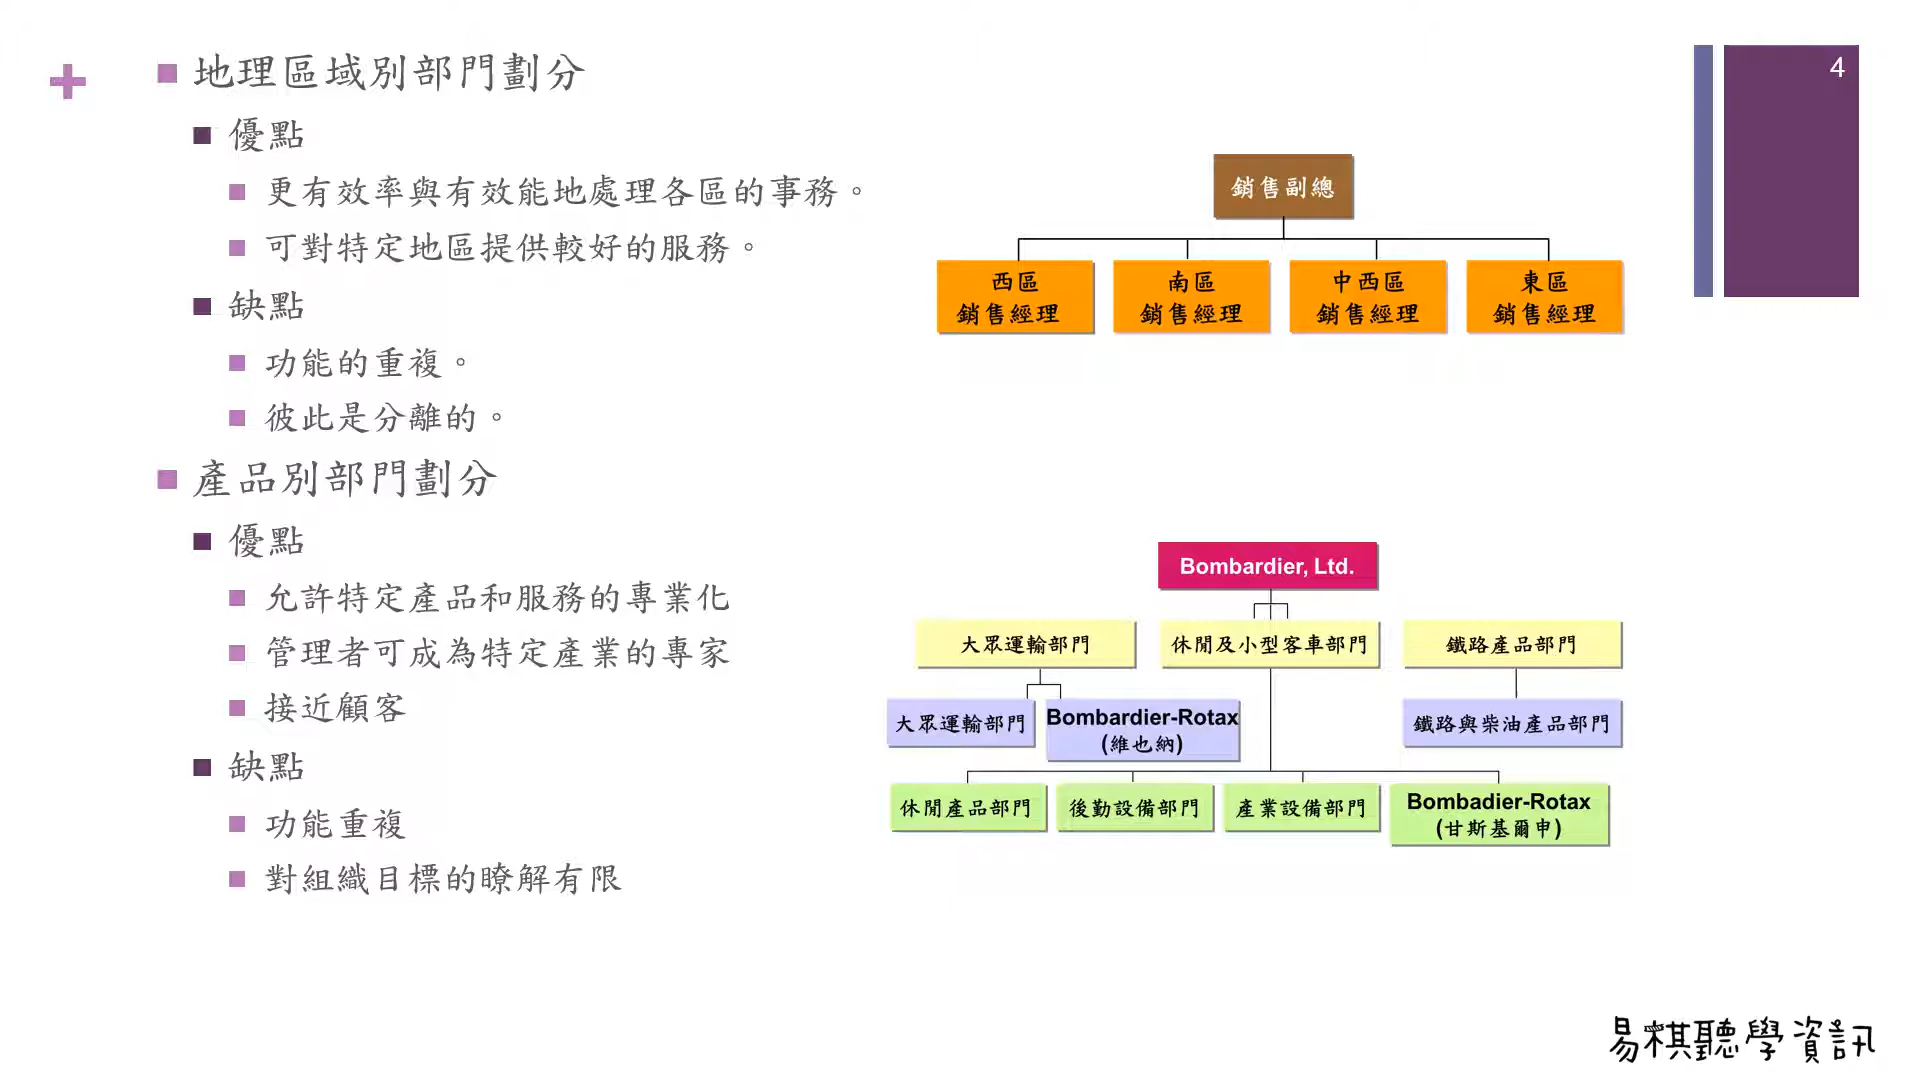 地理區域別部門劃分
優點
更有效率與有效能地處理各區的事務。
可對特定地區提供較好的服務。
缺點
功能的重複。
彼此是分離的。
產品別部門劃分
優點
允許特定產品和服務的專業化
管理者可成為特定產業的專家
接近顧客
缺點
功能重複
對組織目標的瞭解有限
4
銷售副總
西區
銷售經理
南區
銷售經理
中西區
銷售經理
東區
銷售經理
Bombardier, Ltd.
大眾運輸部門
休閒及小型客車部門
鐵路產品部門
大眾運輸部門
Bombardier-Rotax
(維也納)
鐵路與柴油產品部門
休閒產品部門
後勤設備部門
產業設備部門
Bombadier-Rotax
(甘斯基爾申)
易棋聽學資訊